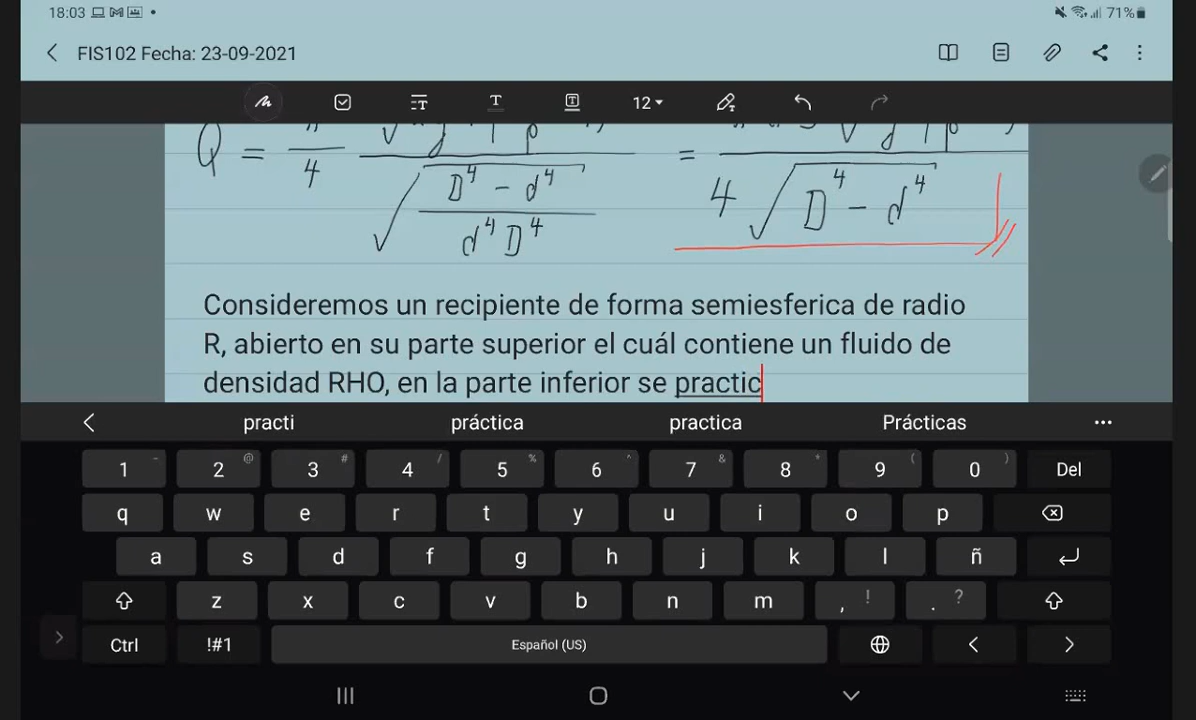 18:03 71%
FIS102 Fecha: 23-09-2021
12
Q = 4 D⁴ - d⁴ d⁴ D⁴ = 4 √ D⁴ - d⁴
Consideremos un recipiente de forma semiesferica de radio
R, abierto en su parte superior el cuál contiene un fluido de
densidad RHO, en la parte inferior se practic
practi práctica practica Prácticas ...
1 - 2 @ 3 # 4 / 5 % 6 ^ 7 & 8 * 9 ( 0 ) Del
q w e r t y u i o p
a s d f g h j k l ñ
z x c v b n m , ! . ?
Ctrl !#1 Español (US) < >